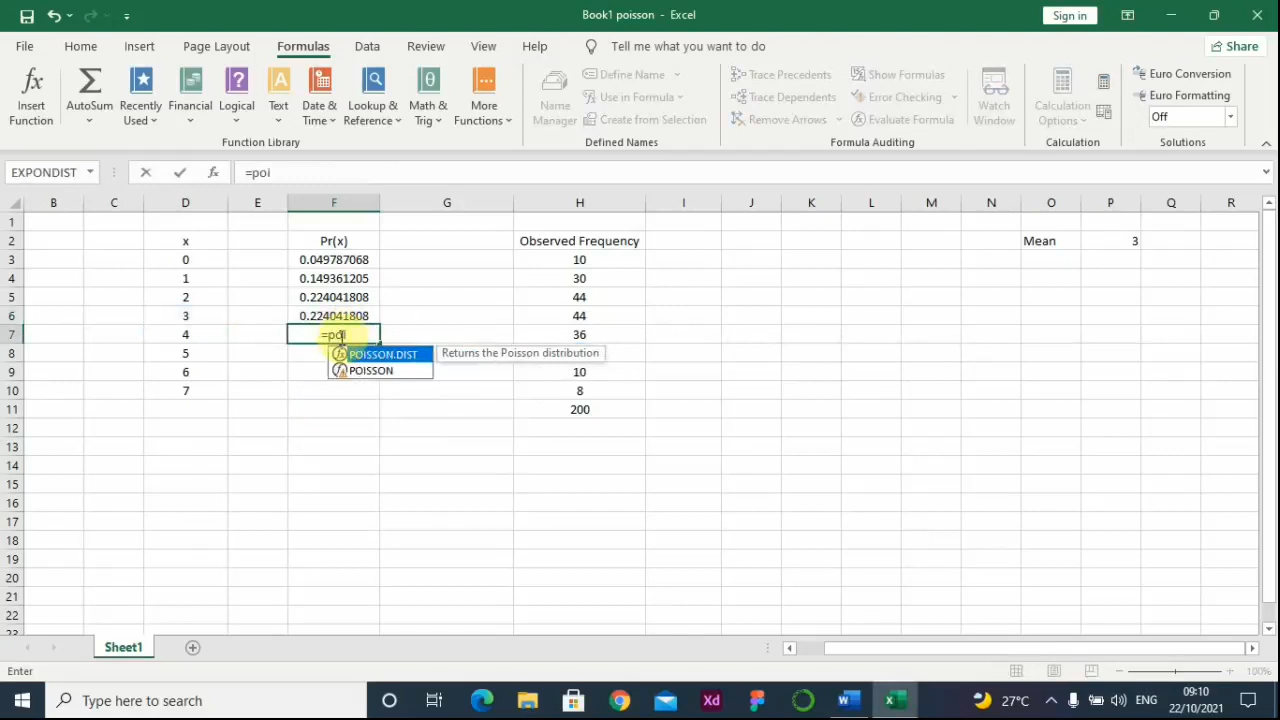 Book1 poisson - Excel
Sign in
File Home Insert Page Layout Formulas Data Review View Help Tell me what you want to do Share
Insert Function
AutoSum
Recently Used
Financial
Logical
Text
Date & Time
Lookup & Reference
Math & Trig
More Functions
Function Library
Name Manager
Define Name
Use in Formula
Create from Selection
Defined Names
Trace Precedents
Trace Dependents
Remove Arrows
Show Formulas
Error Checking
Evaluate Formula
Watch Window
Formula Auditing
Calculation Options
Calculation
Euro Conversion
Euro Formatting
Off
Solutions
EXPONDIST fx =poi
B C D E F G H I J K L M N O P Q R
1
2 x Pr(x) Observed Frequency Mean 3
3 0 0.049787068 10
4 1 0.149361205 30
5 2 0.224041808 44
6 3 0.224041808 44
7 4 =poi 36
8 5 POISSON.DIST Returns the Poisson distribution
9 6 POISSON 10
10 7 8
11 200
12
13
14
15
16
17
18
19
20
21
22
23
Sheet1
Enter 100%
Type here to search
Xd
27°C
ENG
09:10
22/10/2021